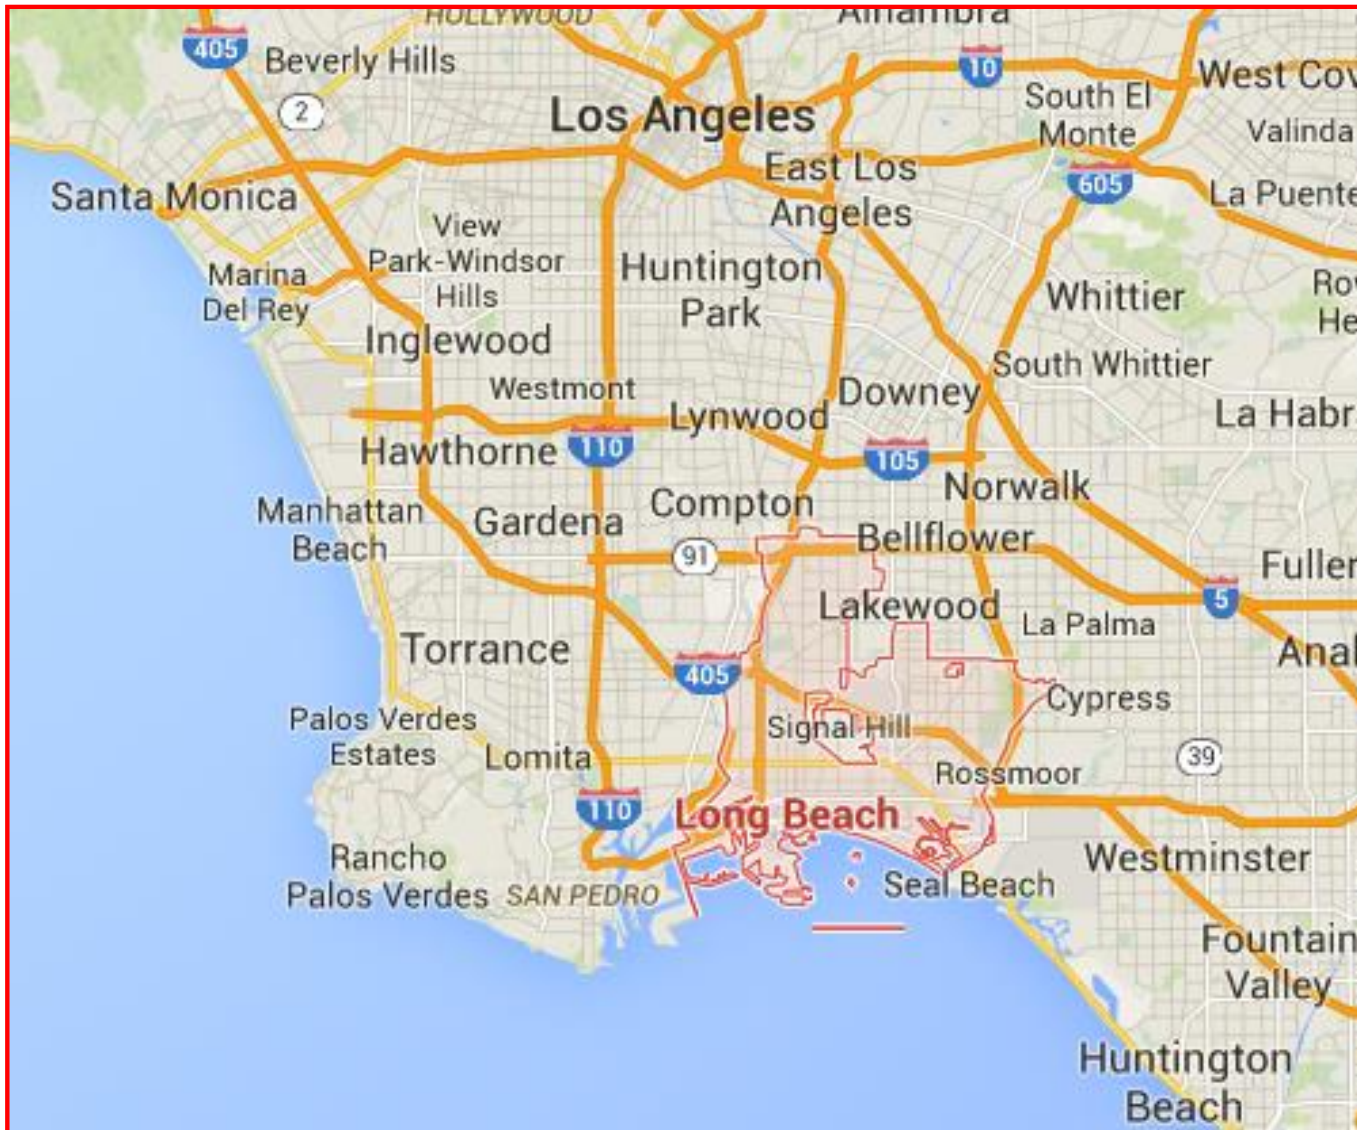 HOLLYWOOD
Alhambra
405
Beverly Hills
10
West Cov
2
Los Angeles
South El
Monte
Valinda
East Los
Angeles
605
La Puente
Santa Monica
View
Park-Windsor
Hills
Huntington
Park
Marina
Del Rey
Whittier
Ro
He
Inglewood
South Whittier
Westmont
Downey
Lynwood
La Habr
Hawthorne
110
105
Norwalk
Compton
Manhattan
Beach
Gardena
91
Bellflower
Fuller
5
Lakewood
La Palma
Torrance
Anal
405
Cypress
Palos Verdes
Estates
Signal Hill
Lomita
39
Rossmoor
110
Long Beach
Rancho
Palos Verdes
SAN PEDRO
Westminster
Seal Beach
Fountain
Valley
Huntington
Beach